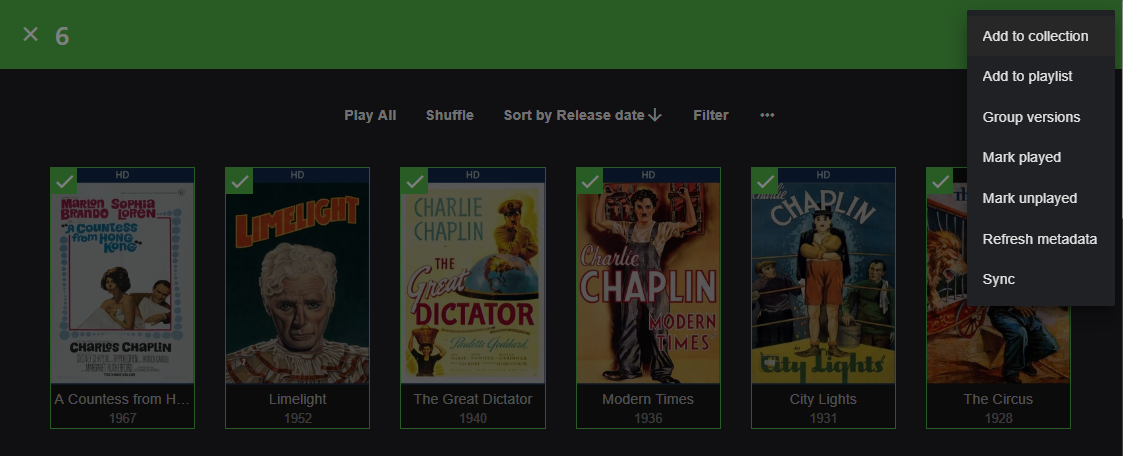 6
Add to collection
Add to playlist
Group versions
Mark played
Mark unplayed
Refresh metadata
Sync
Play All Shuffle Sort by Release date Filter
HD
MARLON BRANDO SOPHIA LOREN
"A COUNTESS from HONG KONG"
CHARLES CHAPLIN
A Countess from H...
1967
HD
LIMELIGHT
Limelight
1952
HD
CHARLIE
CHAPLIN
THE
Great
DICTATOR
Paulette Goddard
The Great Dictator
1940
HD
Charlie
CHAPLIN
MODERN
TIMES
Modern Times
1936
HD
Charlie
CHAPLIN
City Lights
City Lights
1931
The Circus
1928